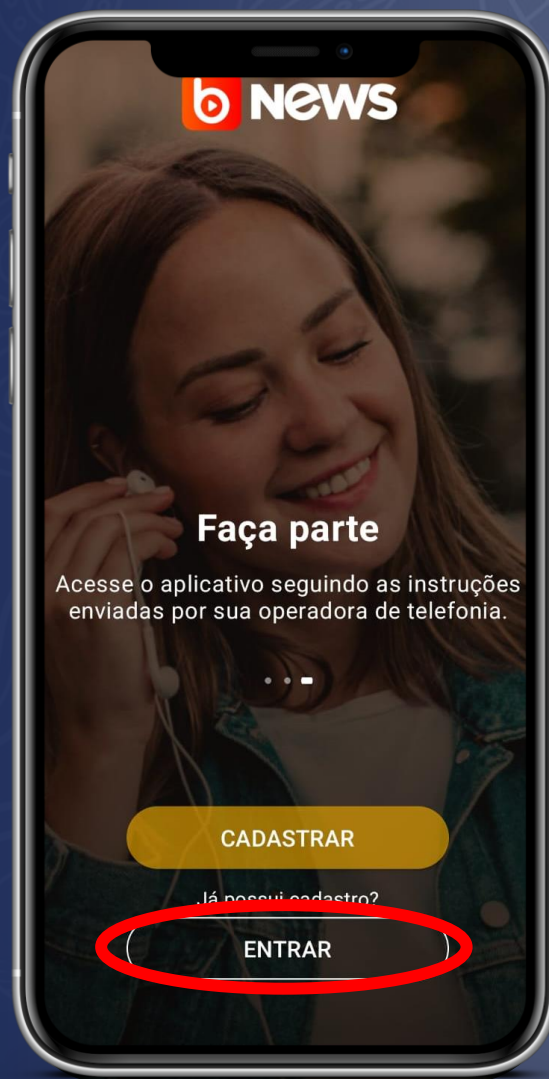 b News
Faça parte
Acesse o aplicativo seguindo as instruções
enviadas por sua operadora de telefonia.
CADASTRAR
Já possui cadastro?
ENTRAR